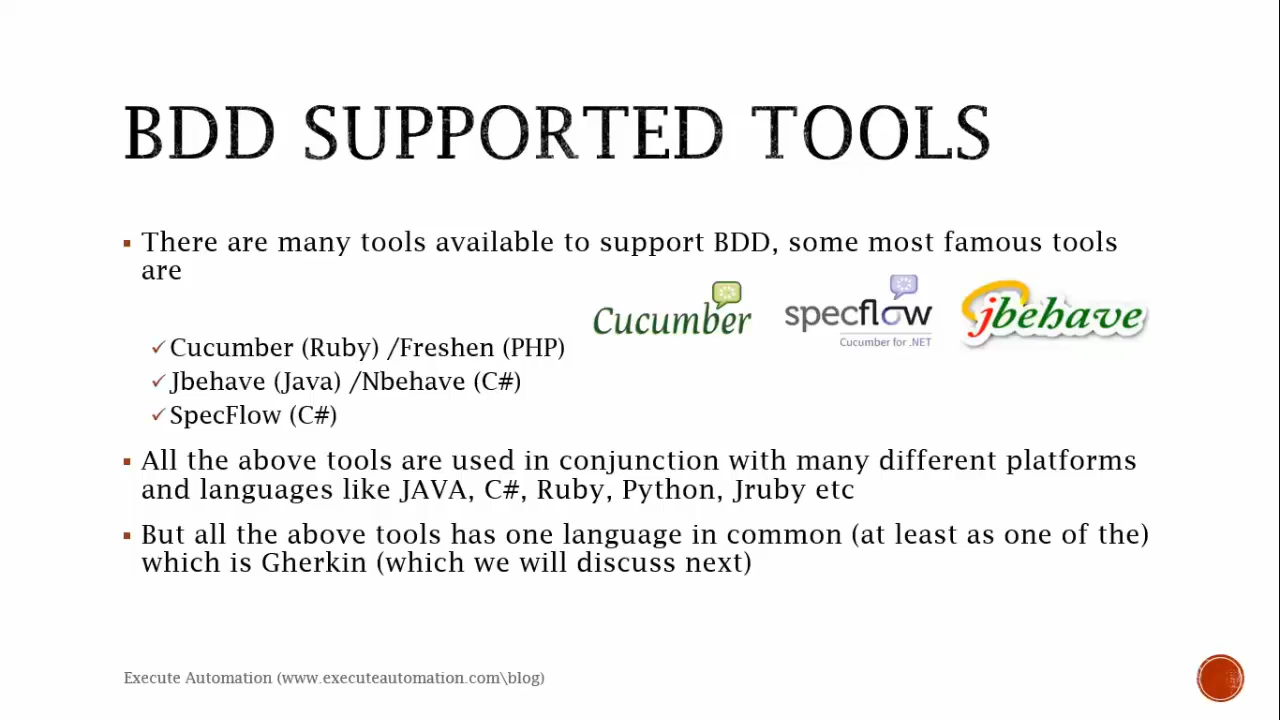 BDD SUPPORTED TOOLS
There are many tools available to support BDD, some most famous tools
are
Cucumber
specflow
Cucumber for .NET
jbehave
Cucumber (Ruby) /Freshen (PHP)
Jbehave (Java) /Nbehave (C#)
SpecFlow (C#)
All the above tools are used in conjunction with many different platforms
and languages like JAVA, C#, Ruby, Python, Jruby etc
But all the above tools has one language in common (at least as one of the)
which is Gherkin (which we will discuss next)
Execute Automation (www.executeautomation.com\blog)